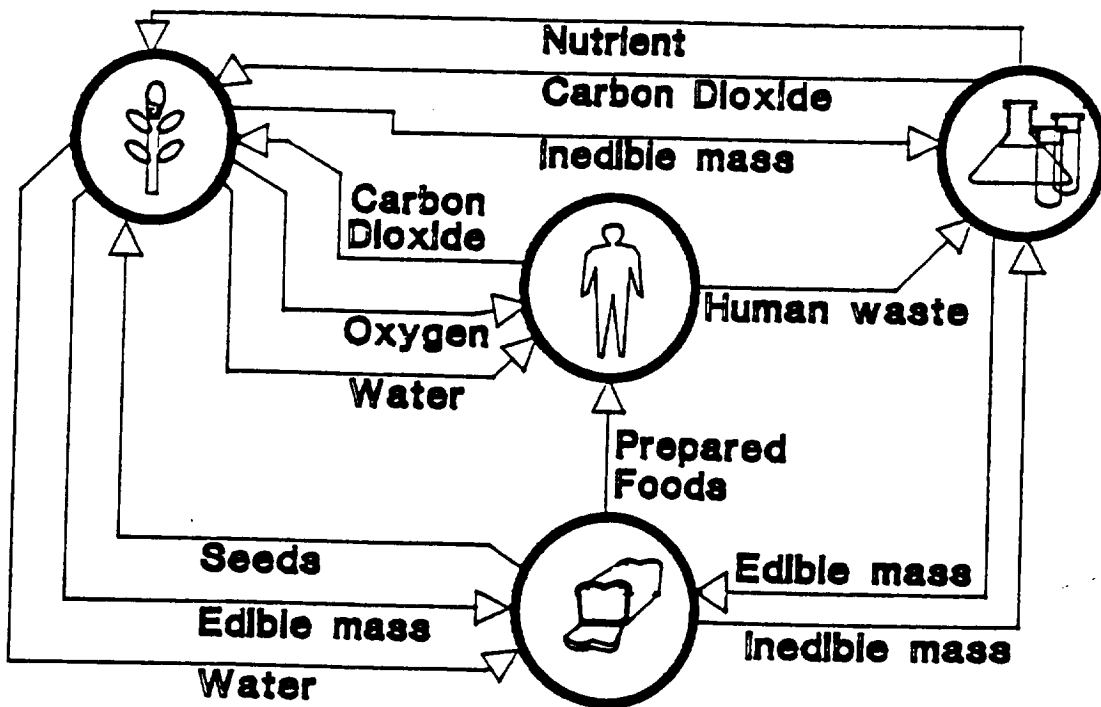 Nutrient
Carbon Dioxide
Inedible mass
Carbon
Dioxide
Human waste
Oxygen
Water
Prepared
Foods
Seeds
Edible mass
Edible mass
Inedible mass
Water